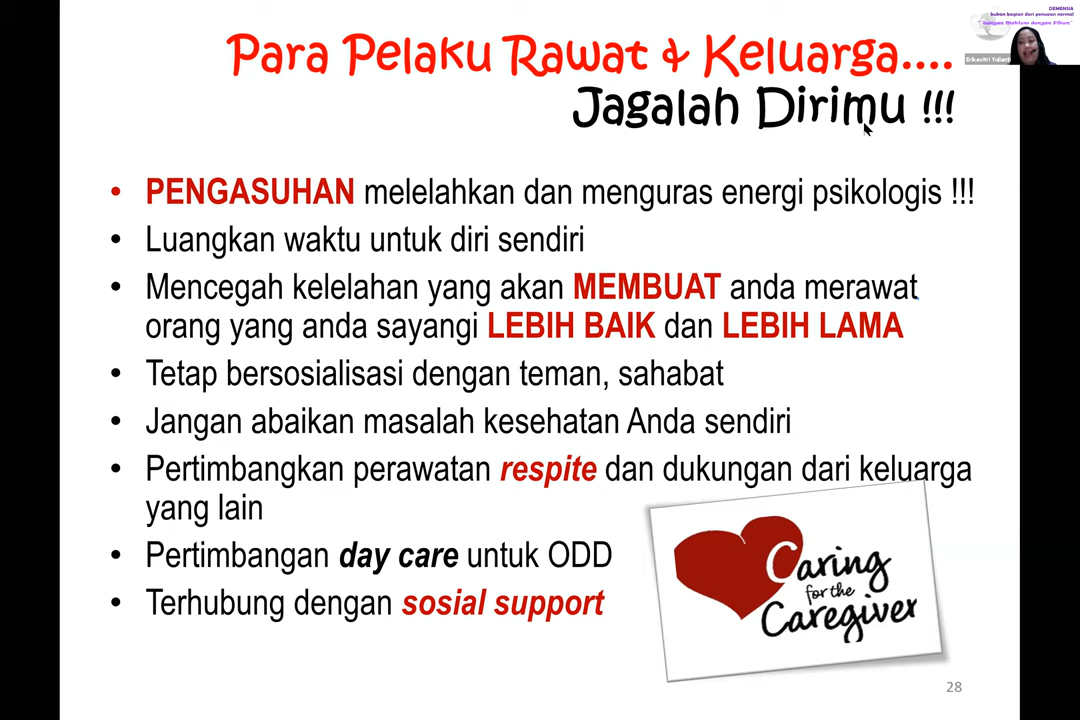 DEMENSIA
bukan bagian dari penuaan normal
"Jangan Maklum dengan Pikun"
Erikavitri Yulianti
Para Pelaku Rawat & Keluarga....
Jagalah Dirimu !!!
• PENGASUHAN melelahkan dan menguras energi psikologis !!!
• Luangkan waktu untuk diri sendiri
• Mencegah kelelahan yang akan MEMBUAT anda merawat
orang yang anda sayangi LEBIH BAIK dan LEBIH LAMA
• Tetap bersosialisasi dengan teman, sahabat
• Jangan abaikan masalah kesehatan Anda sendiri
• Pertimbangkan perawatan respite dan dukungan dari keluarga
yang lain
• Pertimbangan day care untuk ODD
• Terhubung dengan sosial support
Caring
for the
Caregiver
28